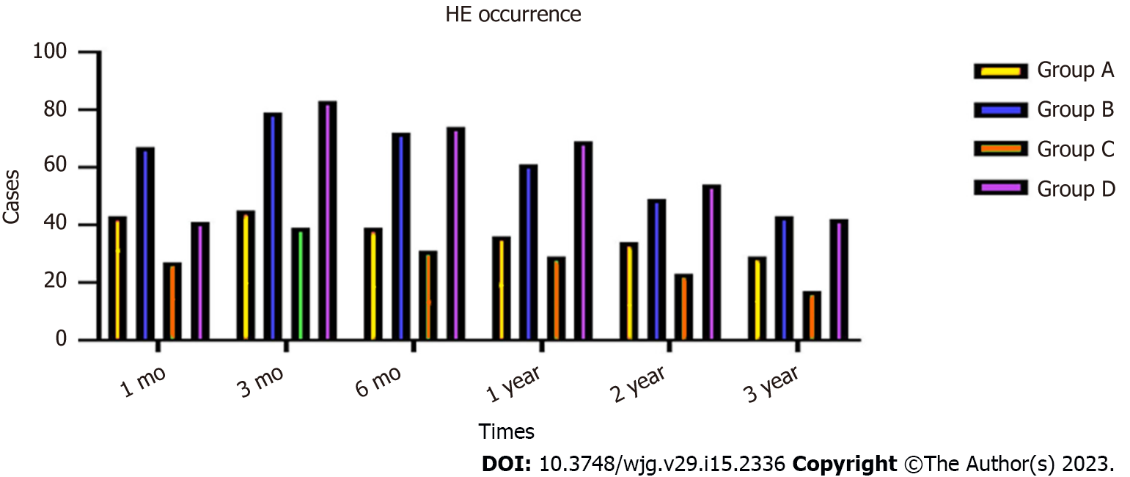 HE occurrence
100
80
60
40
20
0
Cases
1 mo
3 mo
6 mo
1 year
2 year
3 year
Times
Group A
Group B
Group C
Group D
DOI: 10.3748/wjg.v29.i15.2336 Copyright ©The Author(s) 2023.